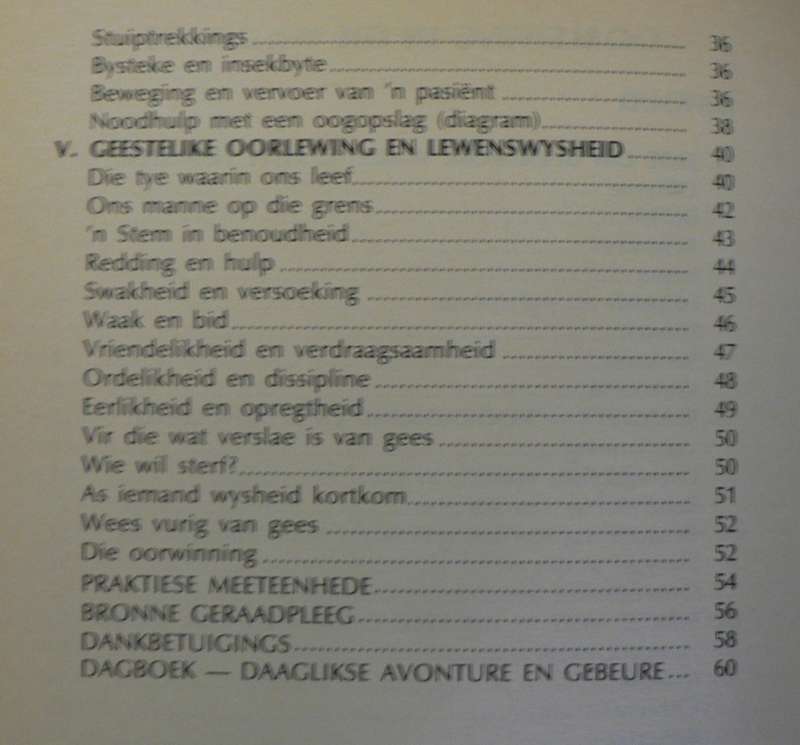 Stuiptrekkings 36
Bysteke en insekbyte 36
Beweging en vervoer van 'n pasiënt 36
Noodhulp met een oogopslag (diagram) 38
V. GEESTELIKE OORLEWING EN LEWENSWYSHEID 40
Die tye waarin ons leef 40
Ons manne op die grens 42
'n Stem in benoudheid 43
Redding en hulp 44
Swakheid en versoeking 45
Waak en bid 46
Vriendelikheid en verdraagsaamheid 47
Ordelikheid en dissipline 48
Eerlikheid en opregtheid 49
Vir die wat verslae is van gees 50
Wie wil sterf? 50
As iemand wysheid kortkom 51
Wees vurig van gees 52
Die oorwinning 52
PRAKTIESE MEETEENHEDE 54
BRONNE GERAADPLEEG 56
DANKBETUIGINGS 58
DAGBOEK — DAAGLIKSE AVONTURE EN GEBEURE... 60